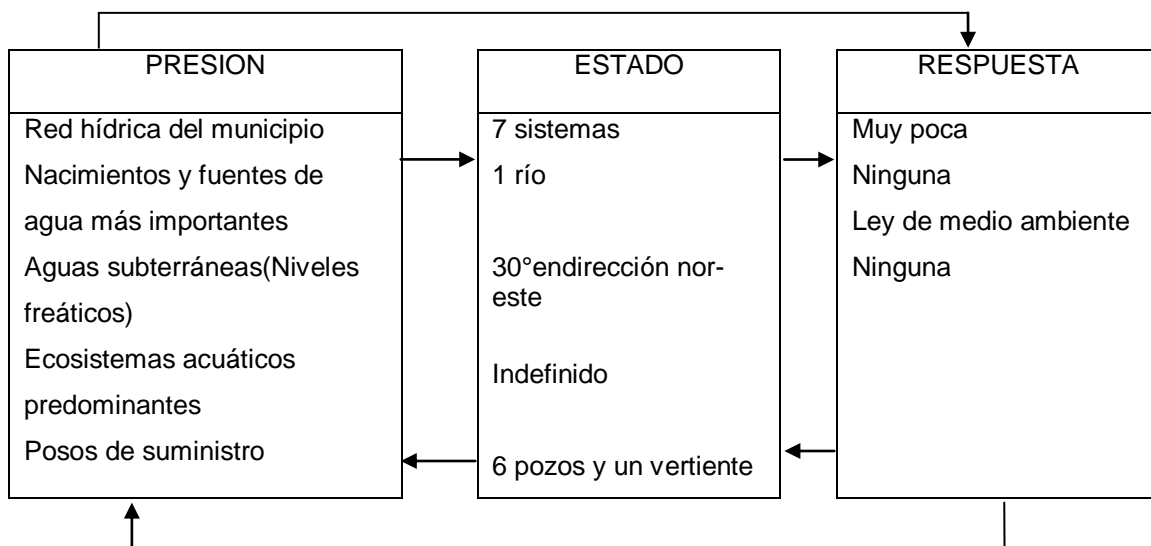 PRESION
Red hídrica del municipio
Nacimientos y fuentes de
agua más importantes
Aguas subterráneas(Niveles
freáticos)
Ecosistemas acuáticos
predominantes
Posos de suministro
ESTADO
7 sistemas
1 río
30°endirección nor-
este
Indefinido
6 pozos y un vertiente
RESPUESTA
Muy poca
Ninguna
Ley de medio ambiente
Ninguna